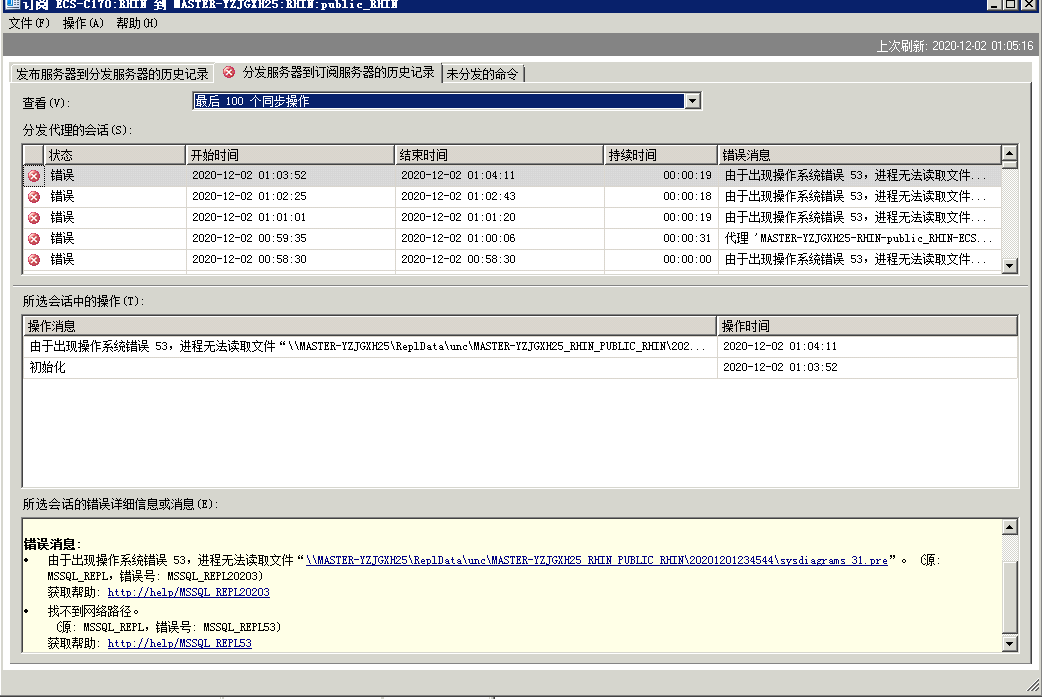 订阅 ECS-C170:RHIN 到 MASTER-YZJGXH25:RHIN:public_RHIN
文件(F) 操作(A) 帮助(H)
上次刷新: 2020-12-02 01:05:16
发布服务器到分发服务器的历史记录 分发服务器到订阅服务器的历史记录 未分发的命令
查看(V): 最后 100 个同步操作
分发代理的会话(S):
状态 开始时间 结束时间 持续时间 错误消息
错误 2020-12-02 01:03:52 2020-12-02 01:04:11 00:00:19 由于出现操作系统错误 53，进程无法读取文件...
错误 2020-12-02 01:02:25 2020-12-02 01:02:43 00:00:18 由于出现操作系统错误 53，进程无法读取文件...
错误 2020-12-02 01:01:01 2020-12-02 01:01:20 00:00:19 由于出现操作系统错误 53，进程无法读取文件...
错误 2020-12-02 00:59:35 2020-12-02 01:00:06 00:00:31 代理 'MASTER-YZJGXH25-RHIN-public_RHIN-ECS...
错误 2020-12-02 00:58:30 2020-12-02 00:58:30 00:00:00 由于出现操作系统错误 53，进程无法读取文件...
所选会话中的操作(T):
操作消息 操作时间
由于出现操作系统错误 53，进程无法读取文件“\\MASTER-YZJGXH25\ReplData\unc\MASTER-YZJGXH25_RHIN_PUBLIC_RHIN\202... 2020-12-02 01:04:11
初始化 2020-12-02 01:03:52
所选会话的错误详细信息或消息(E):
错误消息:
• 由于出现操作系统错误 53，进程无法读取文件“\\MASTER-YZJGXH25\ReplData\unc\MASTER-YZJGXH25_RHIN_PUBLIC_RHIN\20201201234544\sysdiagrams_31.pre”。 (源:
MSSQL_REPL，错误号: MSSQL_REPL20203)
获取帮助: http://help/MSSQL_REPL20203
• 找不到网络路径。
(源: MSSQL_REPL，错误号: MSSQL_REPL53)
获取帮助: http://help/MSSQL_REPL53